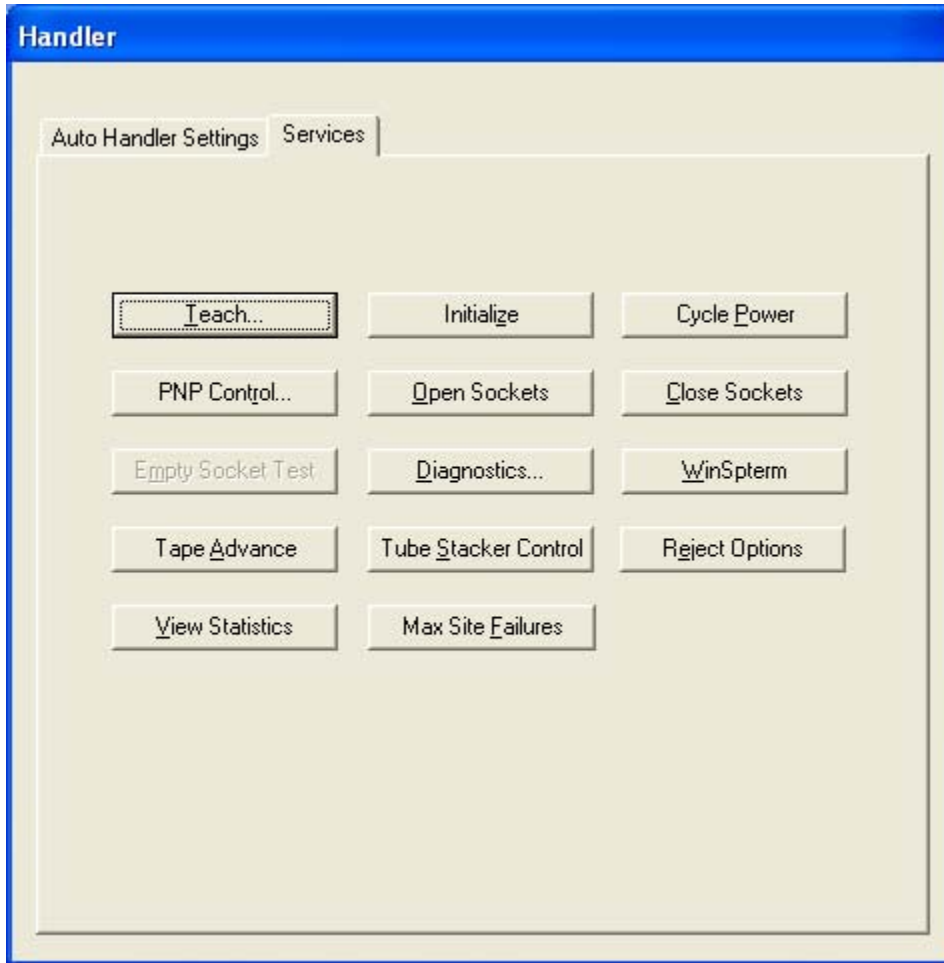 Handler
Auto Handler Settings
Services
Teach...
Initialize
Cycle Power
PNP Control...
Open Sockets
Close Sockets
Empty Socket Test
Diagnostics...
WinSpterm
Tape Advance
Tube Stacker Control
Reject Options
View Statistics
Max Site Failures